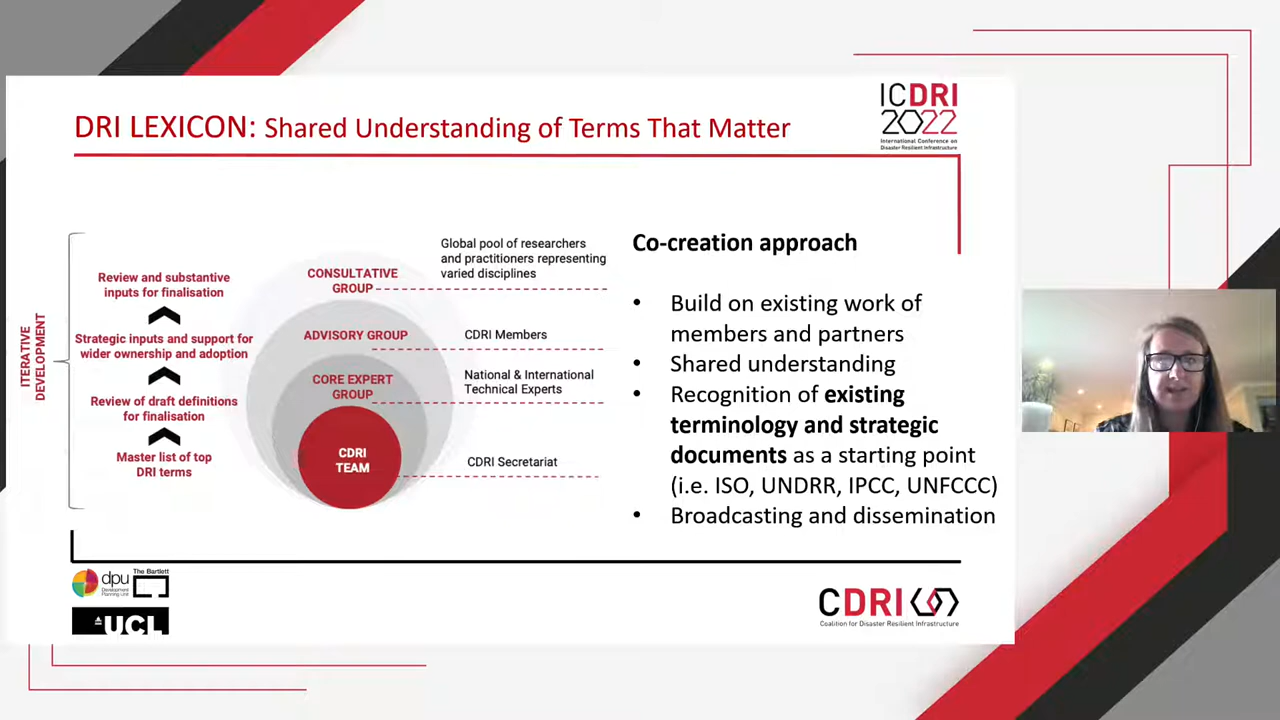 DRI LEXICON: Shared Understanding of Terms That Matter
ICDRI
2022
International Conference on
Disaster Resilient Infrastructure
ITERATIVE
DEVELOPMENT
Review and substantive
inputs for finalisation
Strategic inputs and support for
wider ownership and adoption
Review of draft definitions
for finalisation
Master list of top
DRI terms
CONSULTATIVE
GROUP
ADVISORY GROUP
CORE EXPERT
GROUP
CDRI
TEAM
Global pool of researchers
and practitioners representing
varied disciplines
CDRI Members
National & International
Technical Experts
CDRI Secretariat
Co-creation approach
• Build on existing work of
members and partners
• Shared understanding
• Recognition of existing
terminology and strategic
documents as a starting point
(i.e. ISO, UNDRR, IPCC, UNFCCC)
• Broadcasting and dissemination
dpu
Development
Planning Unit
The Bartlett
UCL
CDRI
Coalition for Disaster Resilient Infrastructure